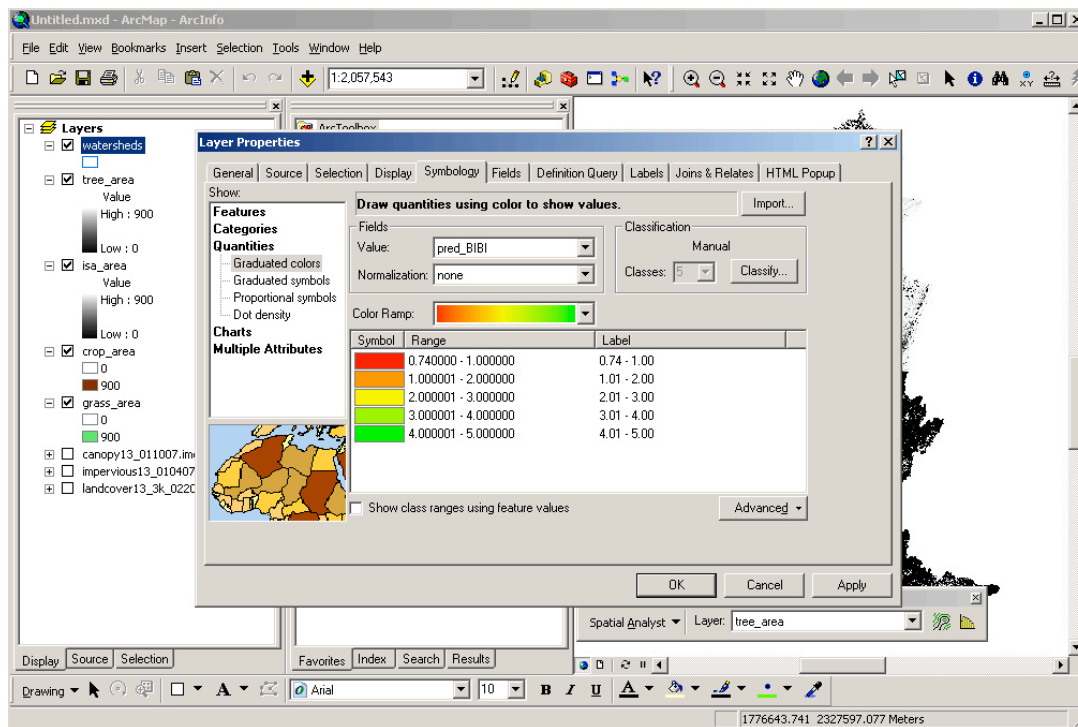 Untitled.mxd - ArcMap - ArcInfo
File Edit View Bookmarks Insert Selection Tools Window Help
1:2,057,543
Layers
watersheds
tree_area
Value
High : 900
Low : 0
isa_area
Value
High : 900
Low : 0
crop_area
0
900
grass_area
0
900
canopy13_011007.im
impervious13_010407
landcover13_3k_0220
Display Source Selection
ArcToolbox
Favorites Index Search Results
Layer Properties
General Source Selection Display Symbology Fields Definition Query Labels Joins & Relates HTML Popup
Show:
Features
Categories
Quantities
Graduated colors
Graduated symbols
Proportional symbols
Dot density
Charts
Multiple Attributes
Draw quantities using color to show values. Import...
Fields
Value: pred_BIBI
Normalization: none
Classification
Manual
Classes: 5 Classify...
Color Ramp:
Symbol Range Label
0.740000 - 1.000000 0.74 - 1.00
1.000001 - 2.000000 1.01 - 2.00
2.000001 - 3.000000 2.01 - 3.00
3.000001 - 4.000000 3.01 - 4.00
4.000001 - 5.000000 4.01 - 5.00
Show class ranges using feature values Advanced
OK Cancel Apply
Spatial Analyst Layer: tree_area
Drawing A Arial 10 B I U A
1776643.741 2327597.077 Meters